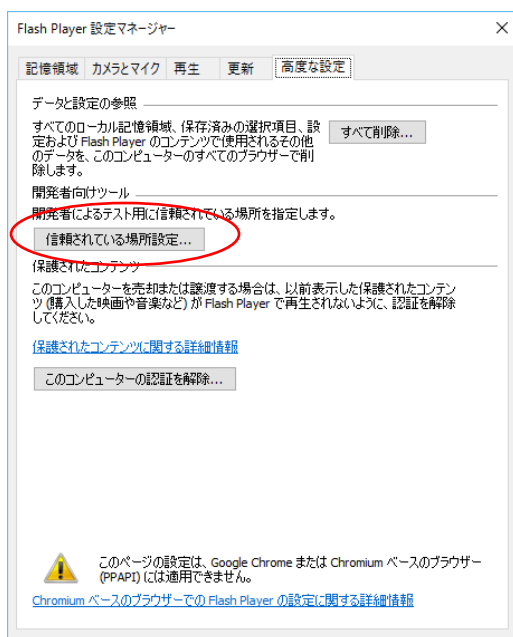 Flash Player 設定マネージャー
記憶領域 カメラとマイク 再生 更新 高度な設定
データと設定の参照
すべてのローカル記憶領域、保存済みの選択項目、設
定および Flash Player のコンテンツで使用されるその他
のデータを、このコンピューターのすべてのブラウザーで削
除します。
すべて削除...
開発者向けツール
開発者によるテスト用に信頼されている場所を指定します。
信頼されている場所設定...
保護されたコンテンツ
このコンピューターを売却または譲渡する場合は、以前表示した保護されたコンテン
ツ (購入した映画や音楽など) が Flash Player で再生されないように、認証を解除
してください。
保護されたコンテンツに関する詳細情報
このコンピューターの認証を解除...
このページの設定は、Google Chrome または Chromium ベースのブラウザー
(PPAPI) には適用できません。
Chromium ベースのブラウザーでの Flash Player の設定に関する詳細情報